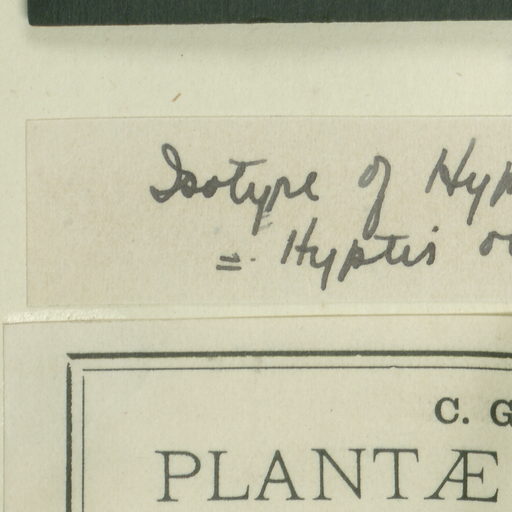 Isotype of Hyp
= Hyptis o
C. G
PLANTÆ